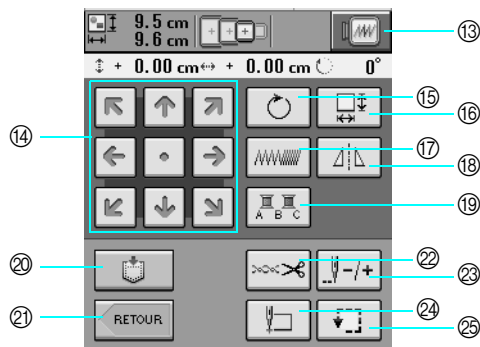 9.5 cm
9.6 cm
⑬
+ 0.00 cm + 0.00 cm 0°
⑭
⑮
⑯
⑰
⑱
A B C
⑲
⑳
㉒
-/+
㉓
㉑
RETOUR
㉔
㉕